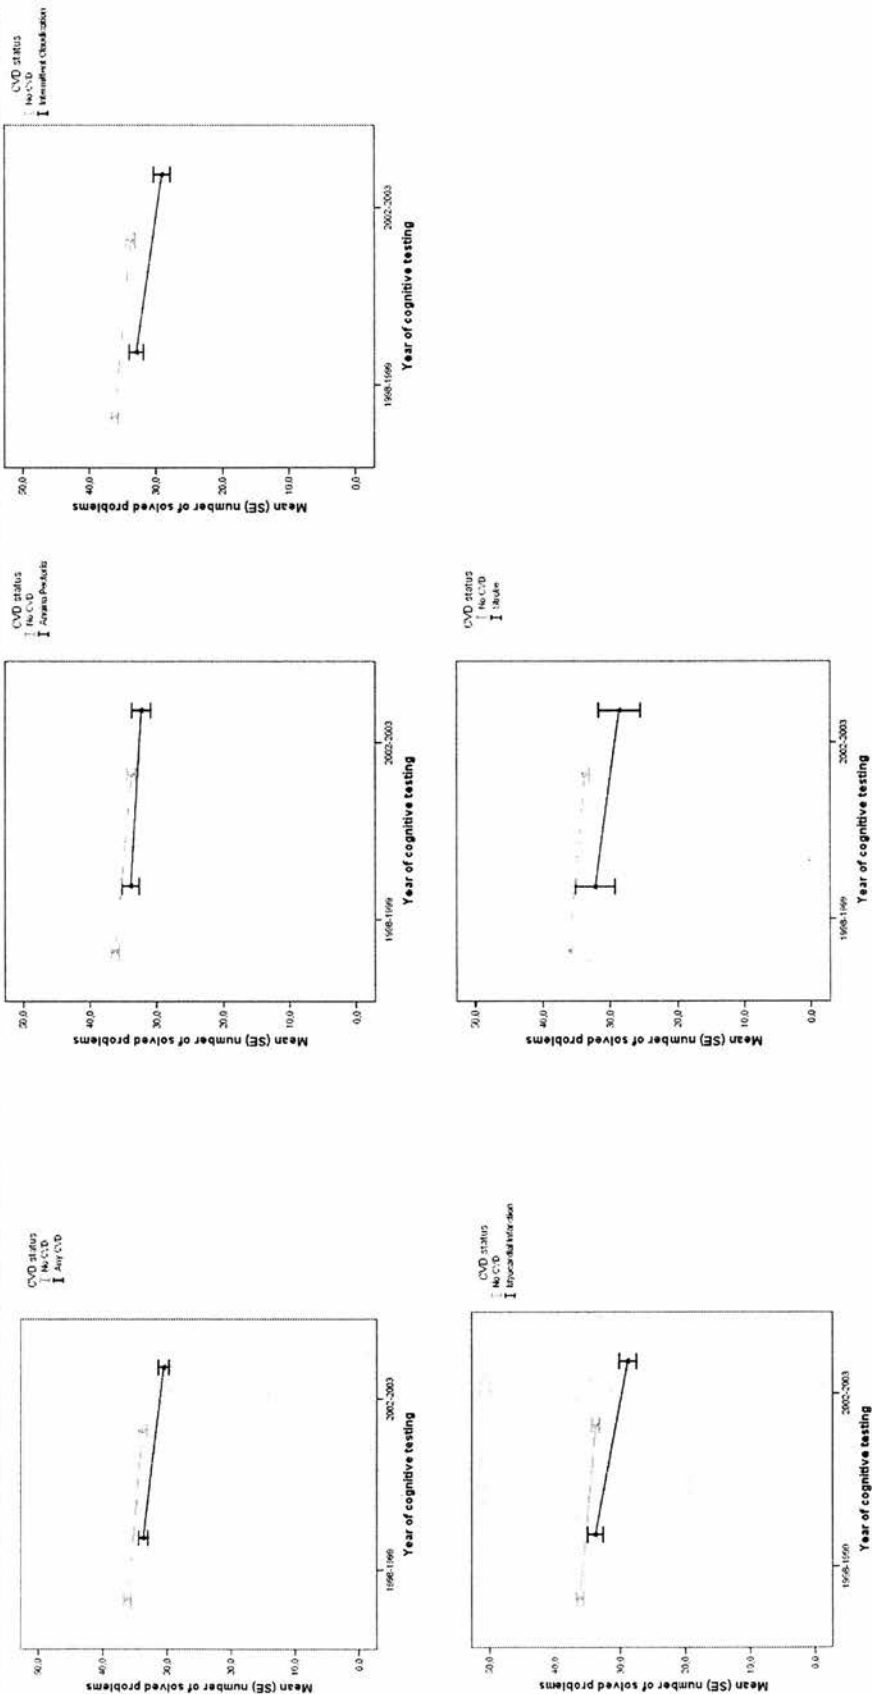 CVD status
No CVD
Any CVD
50.0
40.0
30.0
20.0
10.0
0.0
Mean (SE) number of solved problems
1998-1999
2002-2003
Year of cognitive testing
CVD status
No CVD
Angina Pectoris
50.0
40.0
30.0
20.0
10.0
0.0
Mean (SE) number of solved problems
1998-1999
2002-2003
Year of cognitive testing
CVD status
No CVD
Intermittent Claudication
50.0
40.0
30.0
20.0
10.0
0.0
Mean (SE) number of solved problems
1998-1999
2002-2003
Year of cognitive testing
CVD status
No CVD
Myocardial Infarction
50.0
40.0
30.0
20.0
10.0
0.0
Mean (SE) number of solved problems
1998-1999
2002-2003
Year of cognitive testing
CVD status
No CVD
Stroke
50.0
40.0
30.0
20.0
10.0
0.0
Mean (SE) number of solved problems
1998-1999
2002-2003
Year of cognitive testing